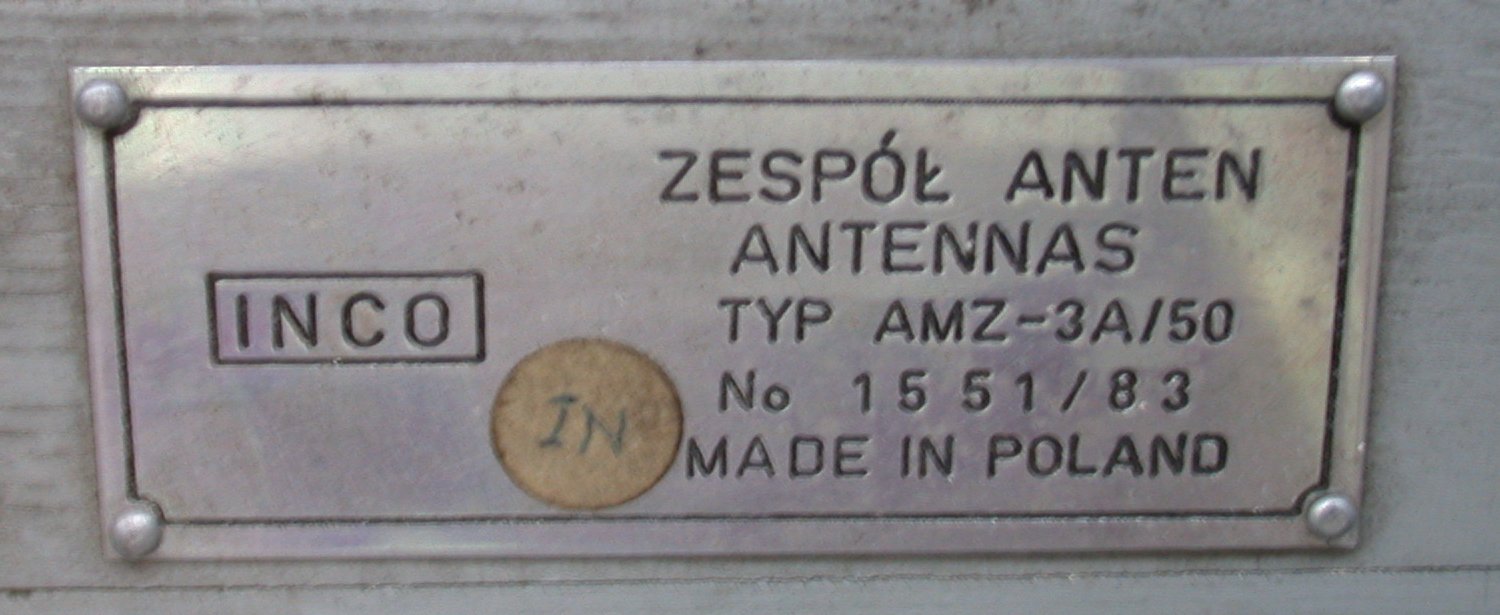 ZESPÓŁ ANTEN
ANTENNAS
INCO
TYP AMZ-3A/50
No 1551/83
IN
MADE IN POLAND